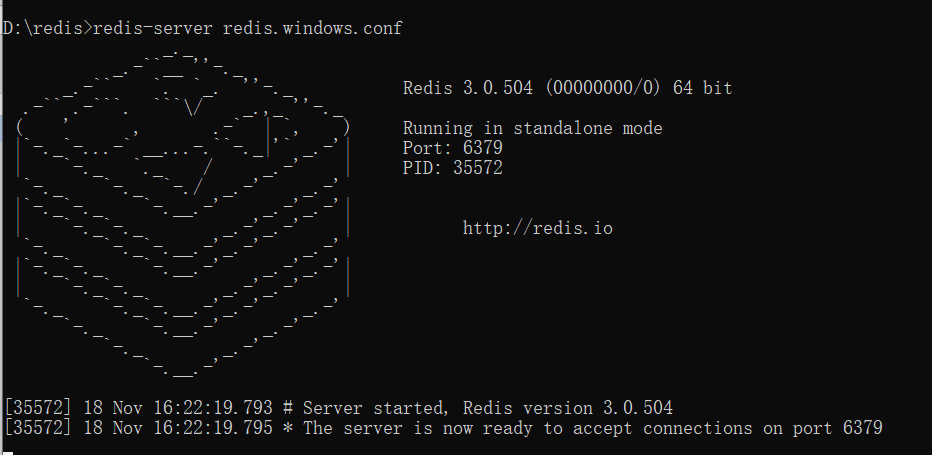 D:\redis>redis-server redis.windows.conf
Redis 3.0.504 (00000000/0) 64 bit
Running in standalone mode
Port: 6379
PID: 35572
http://redis.io
[35572] 18 Nov 16:22:19.793 # Server started, Redis version 3.0.504
[35572] 18 Nov 16:22:19.795 * The server is now ready to accept connections on port 6379